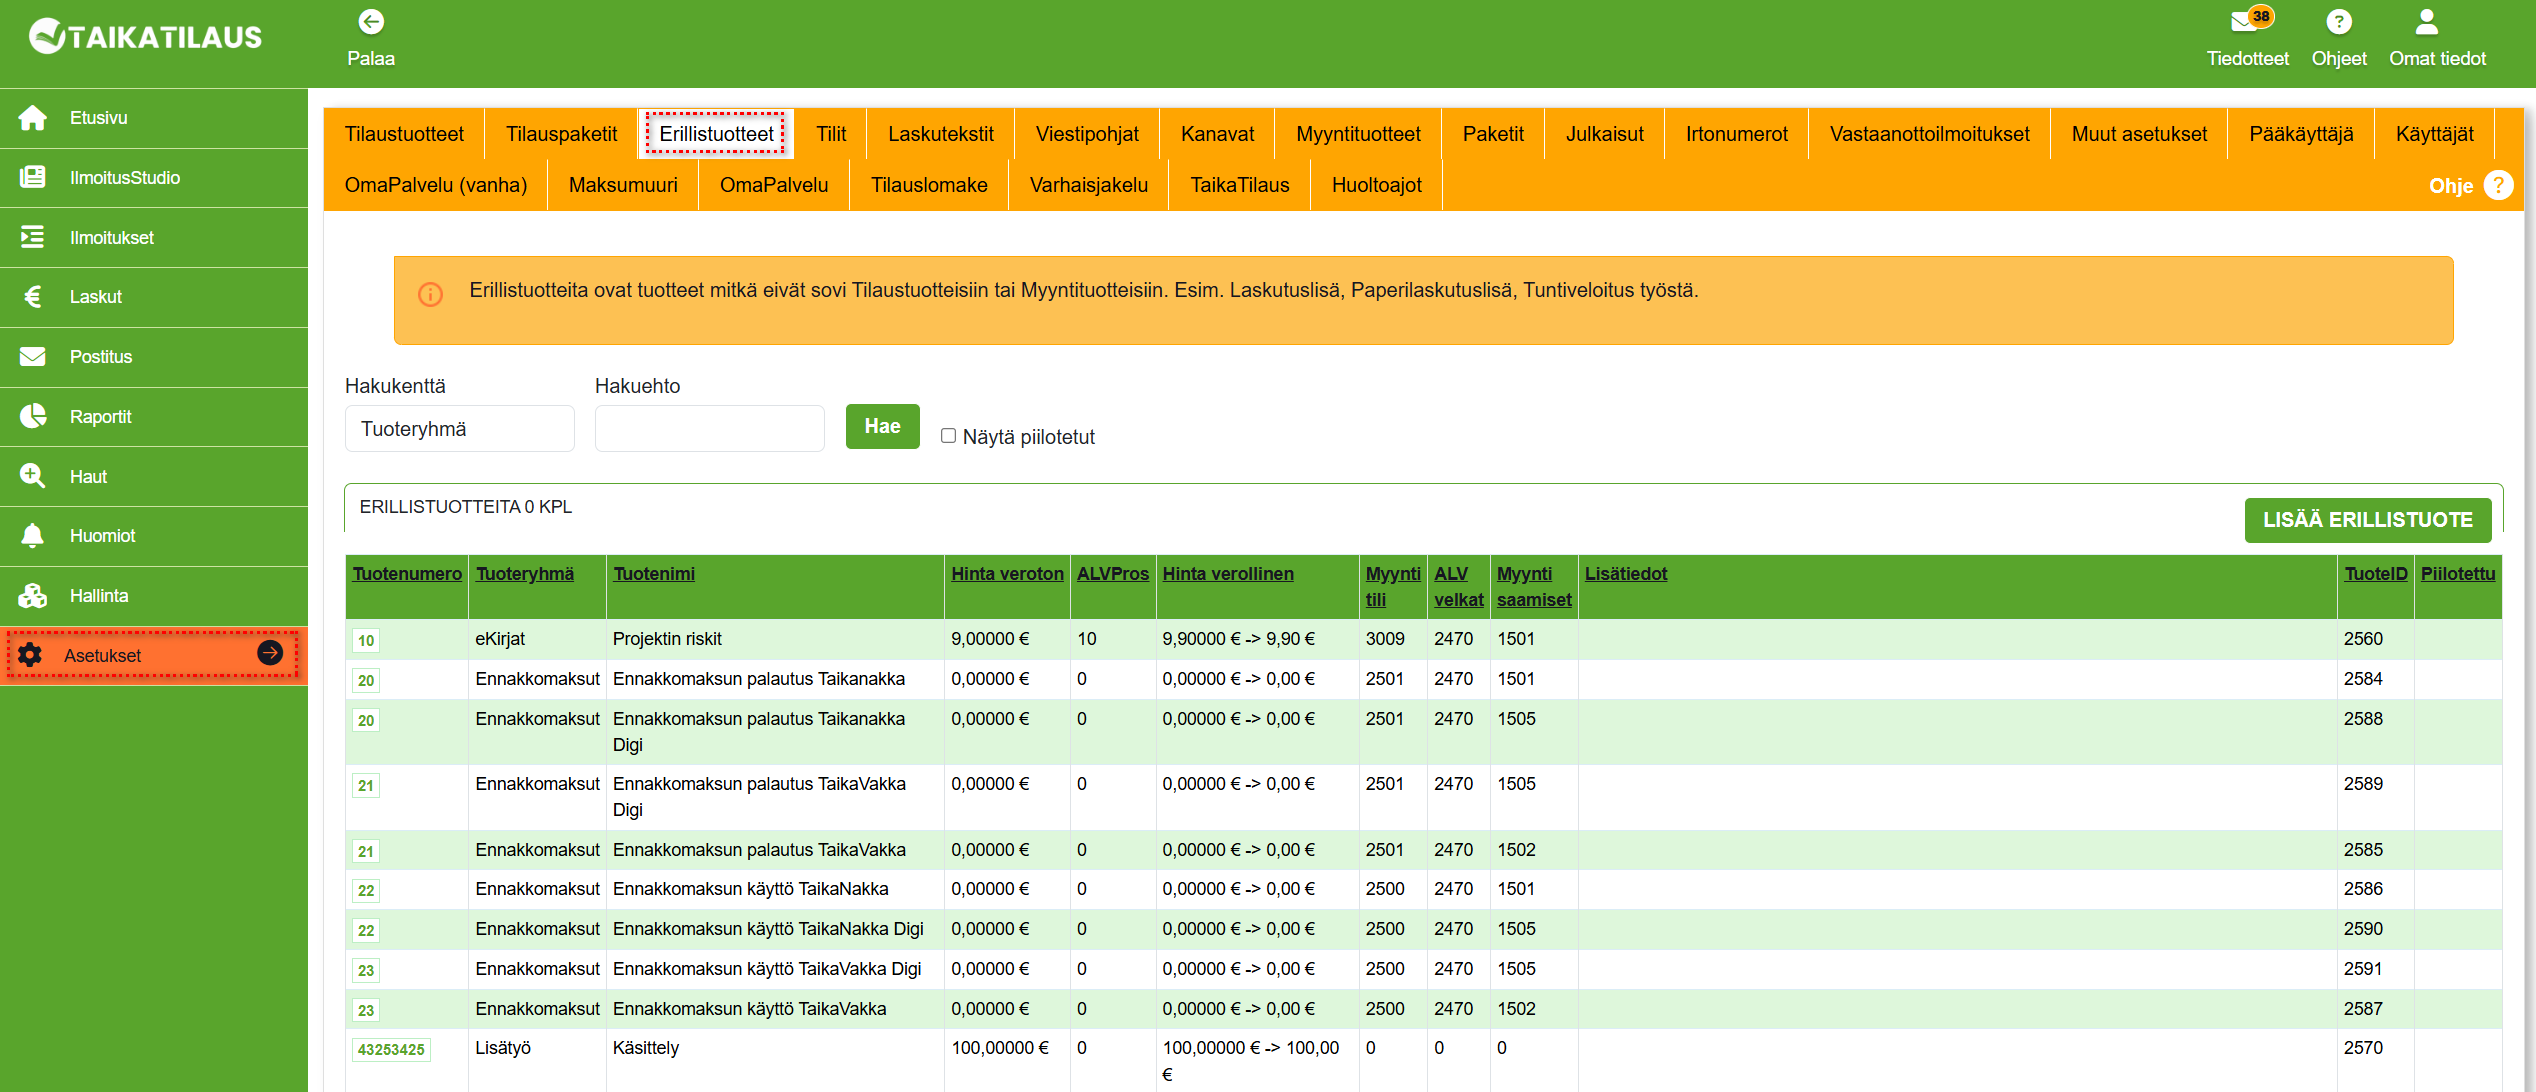 TAIKATILAUS
Palaa
38
Tiedotteet
Ohjeet
Omat tiedot
Etusivu
IlmoitusStudio
Ilmoitukset
Laskut
Postitus
Raportit
Haut
Huomiot
Hallinta
Asetukset
Tilaustuotteet Tilauspaketit Erillistuotteet Tilit Laskutekstit Viestipohjat Kanavat Myyntituotteet Paketit Julkaisut Irtonumerot Vastaanottoilmoitukset Muut asetukset Pääkäyttäjä Käyttäjät
OmaPalvelu (vanha) Maksumuuri OmaPalvelu Tilauslomake Varhaisjakelu TaikaTilaus Huoltoajot Ohje ?
Erillistuotteita ovat tuotteet mitkä eivät sovi Tilaustuotteisiin tai Myyntituotteisiin. Esim. Laskutuslisä, Paperilaskutuslisä, Tuntiveloitus työstä.
Hakukenttä Hakuehto
Tuoteryhmä Hae Näytä piilotetut
ERILLISTUOTTEITA 0 KPL
LISÄÄ ERILLISTUOTE
Tuotenumero Tuoteryhmä Tuotenimi Hinta veroton ALVPros Hinta verollinen Myynti tili ALV velkat Myynti saamiset Lisätiedot TuoteID Piilotettu
10 eKirjat Projektin riskit 9,00000 € 10 9,90000 € -> 9,90 € 3009 2470 1501 2560
20 Ennakkomaksut Ennakkomaksun palautus Taikanakka 0,00000 € 0 0,00000 € -> 0,00 € 2501 2470 1501 2584
20 Ennakkomaksut Ennakkomaksun palautus Taikanakka Digi 0,00000 € 0 0,00000 € -> 0,00 € 2501 2470 1505 2588
21 Ennakkomaksut Ennakkomaksun palautus TaikaVakka Digi 0,00000 € 0 0,00000 € -> 0,00 € 2501 2470 1505 2589
21 Ennakkomaksut Ennakkomaksun palautus TaikaVakka 0,00000 € 0 0,00000 € -> 0,00 € 2501 2470 1502 2585
22 Ennakkomaksut Ennakkomaksun käyttö TaikaNakka 0,00000 € 0 0,00000 € -> 0,00 € 2500 2470 1501 2586
22 Ennakkomaksut Ennakkomaksun käyttö TaikaNakka Digi 0,00000 € 0 0,00000 € -> 0,00 € 2500 2470 1505 2590
23 Ennakkomaksut Ennakkomaksun käyttö TaikaVakka Digi 0,00000 € 0 0,00000 € -> 0,00 € 2500 2470 1505 2591
23 Ennakkomaksut Ennakkomaksun käyttö TaikaVakka 0,00000 € 0 0,00000 € -> 0,00 € 2500 2470 1502 2587
43253425 Lisätyö Käsittely 100,00000 € 0 100,00000 € -> 100,00 € 0 0 0 2570